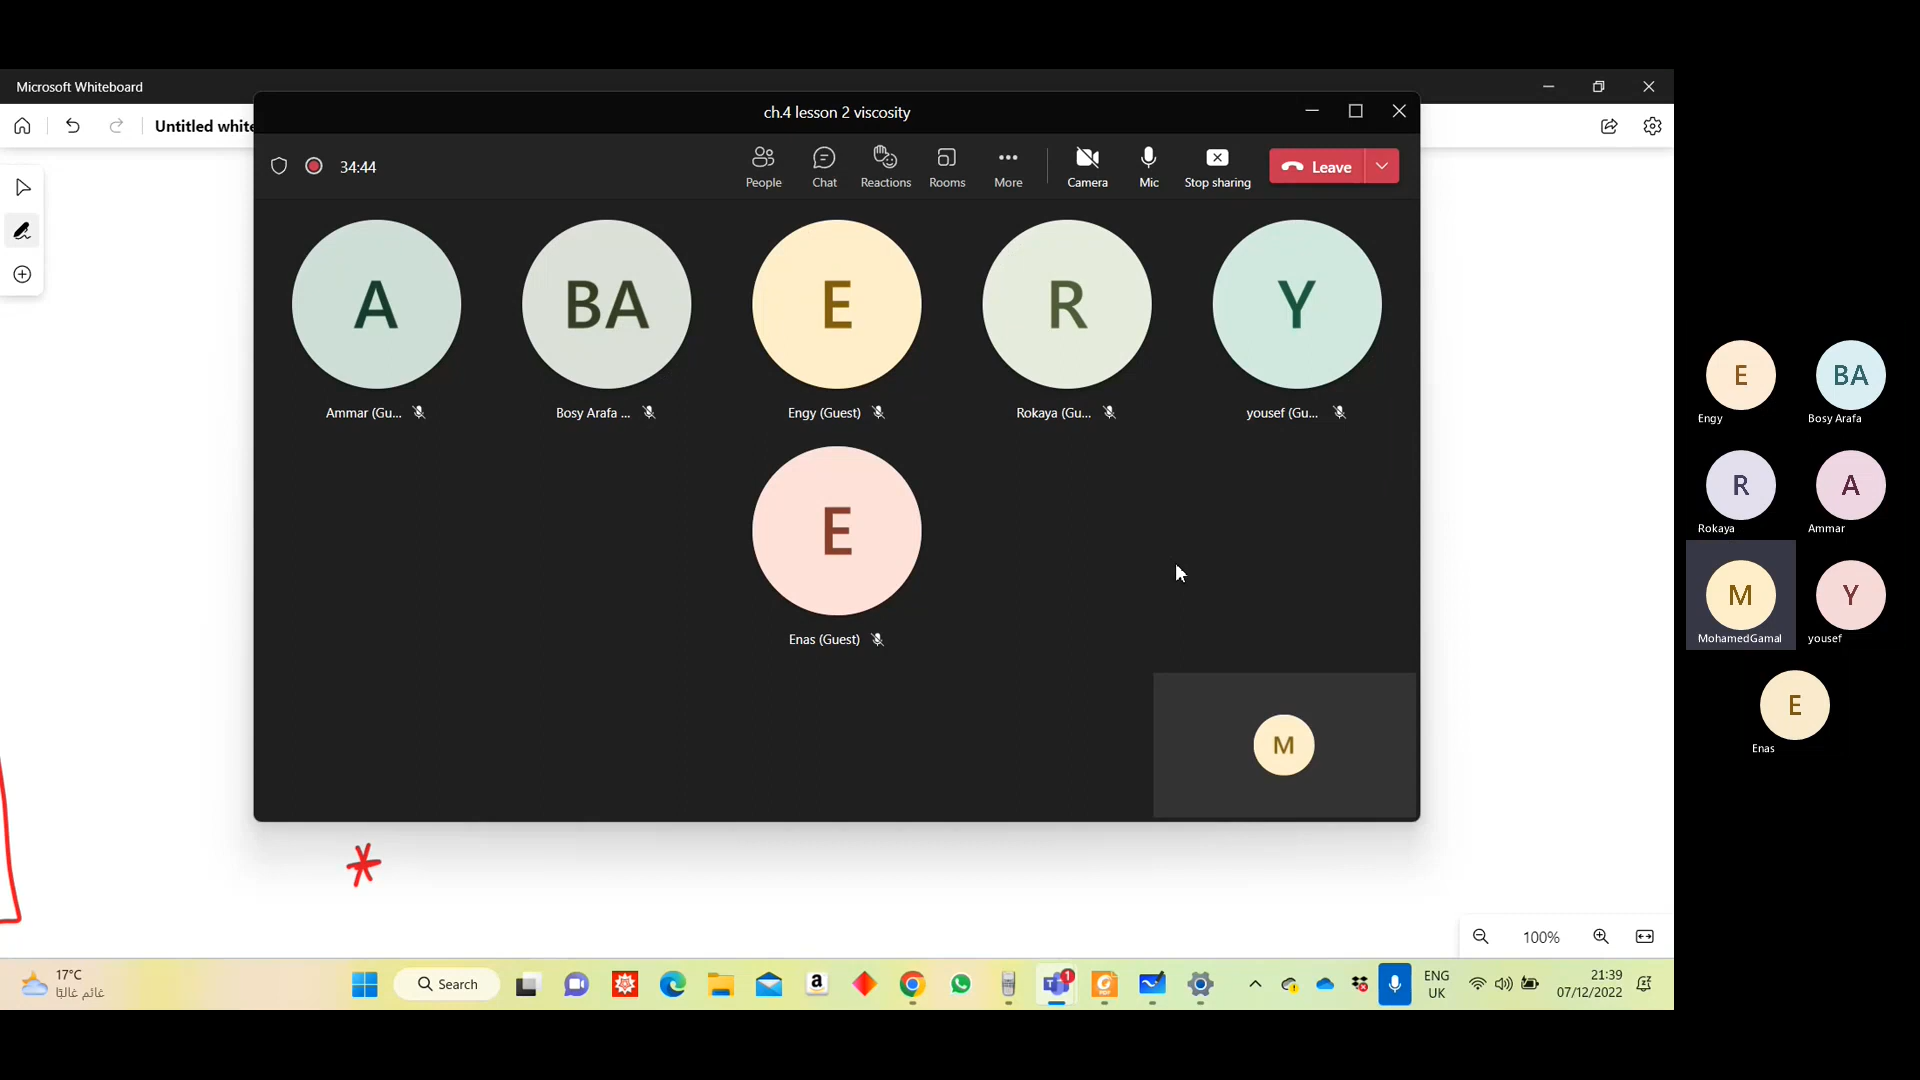 Microsoft Whiteboard
Untitled white
ch.4 lesson 2 viscosity
34:44
People
Chat
Reactions
Rooms
More
Camera
Mic
Stop sharing
Leave
A
BA
E
R
Y
Ammar (Gu...
Bosy Arafa ...
Engy (Guest)
Rokaya (Gu...
yousef (Gu...
E
Enas (Guest)
M
E
BA
Engy
Bosy Arafa
R
A
Rokaya
Ammar
M
Y
MohamedGamal
yousef
E
Enas
100%
17°C
غائم غالبًا
Search
a
1
ENG
UK
21:39
07/12/2022